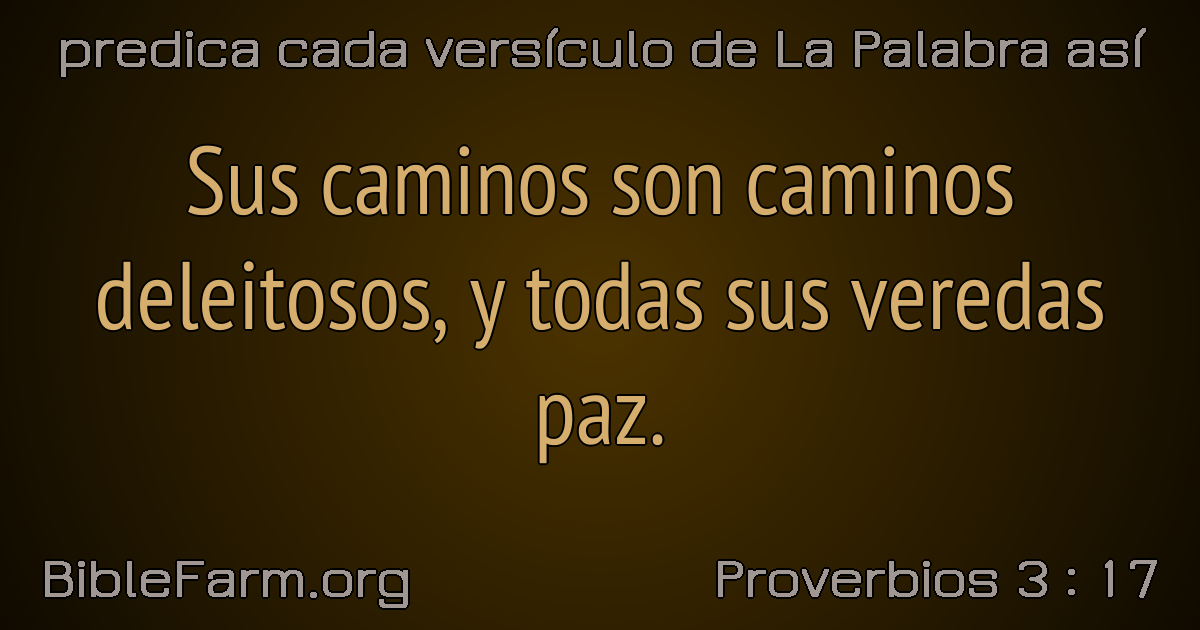 predica cada versículo de La Palabra así
Sus caminos son caminos
deleitosos, y todas sus veredas
paz.
BibleFarm.org
Proverbios 3 : 17